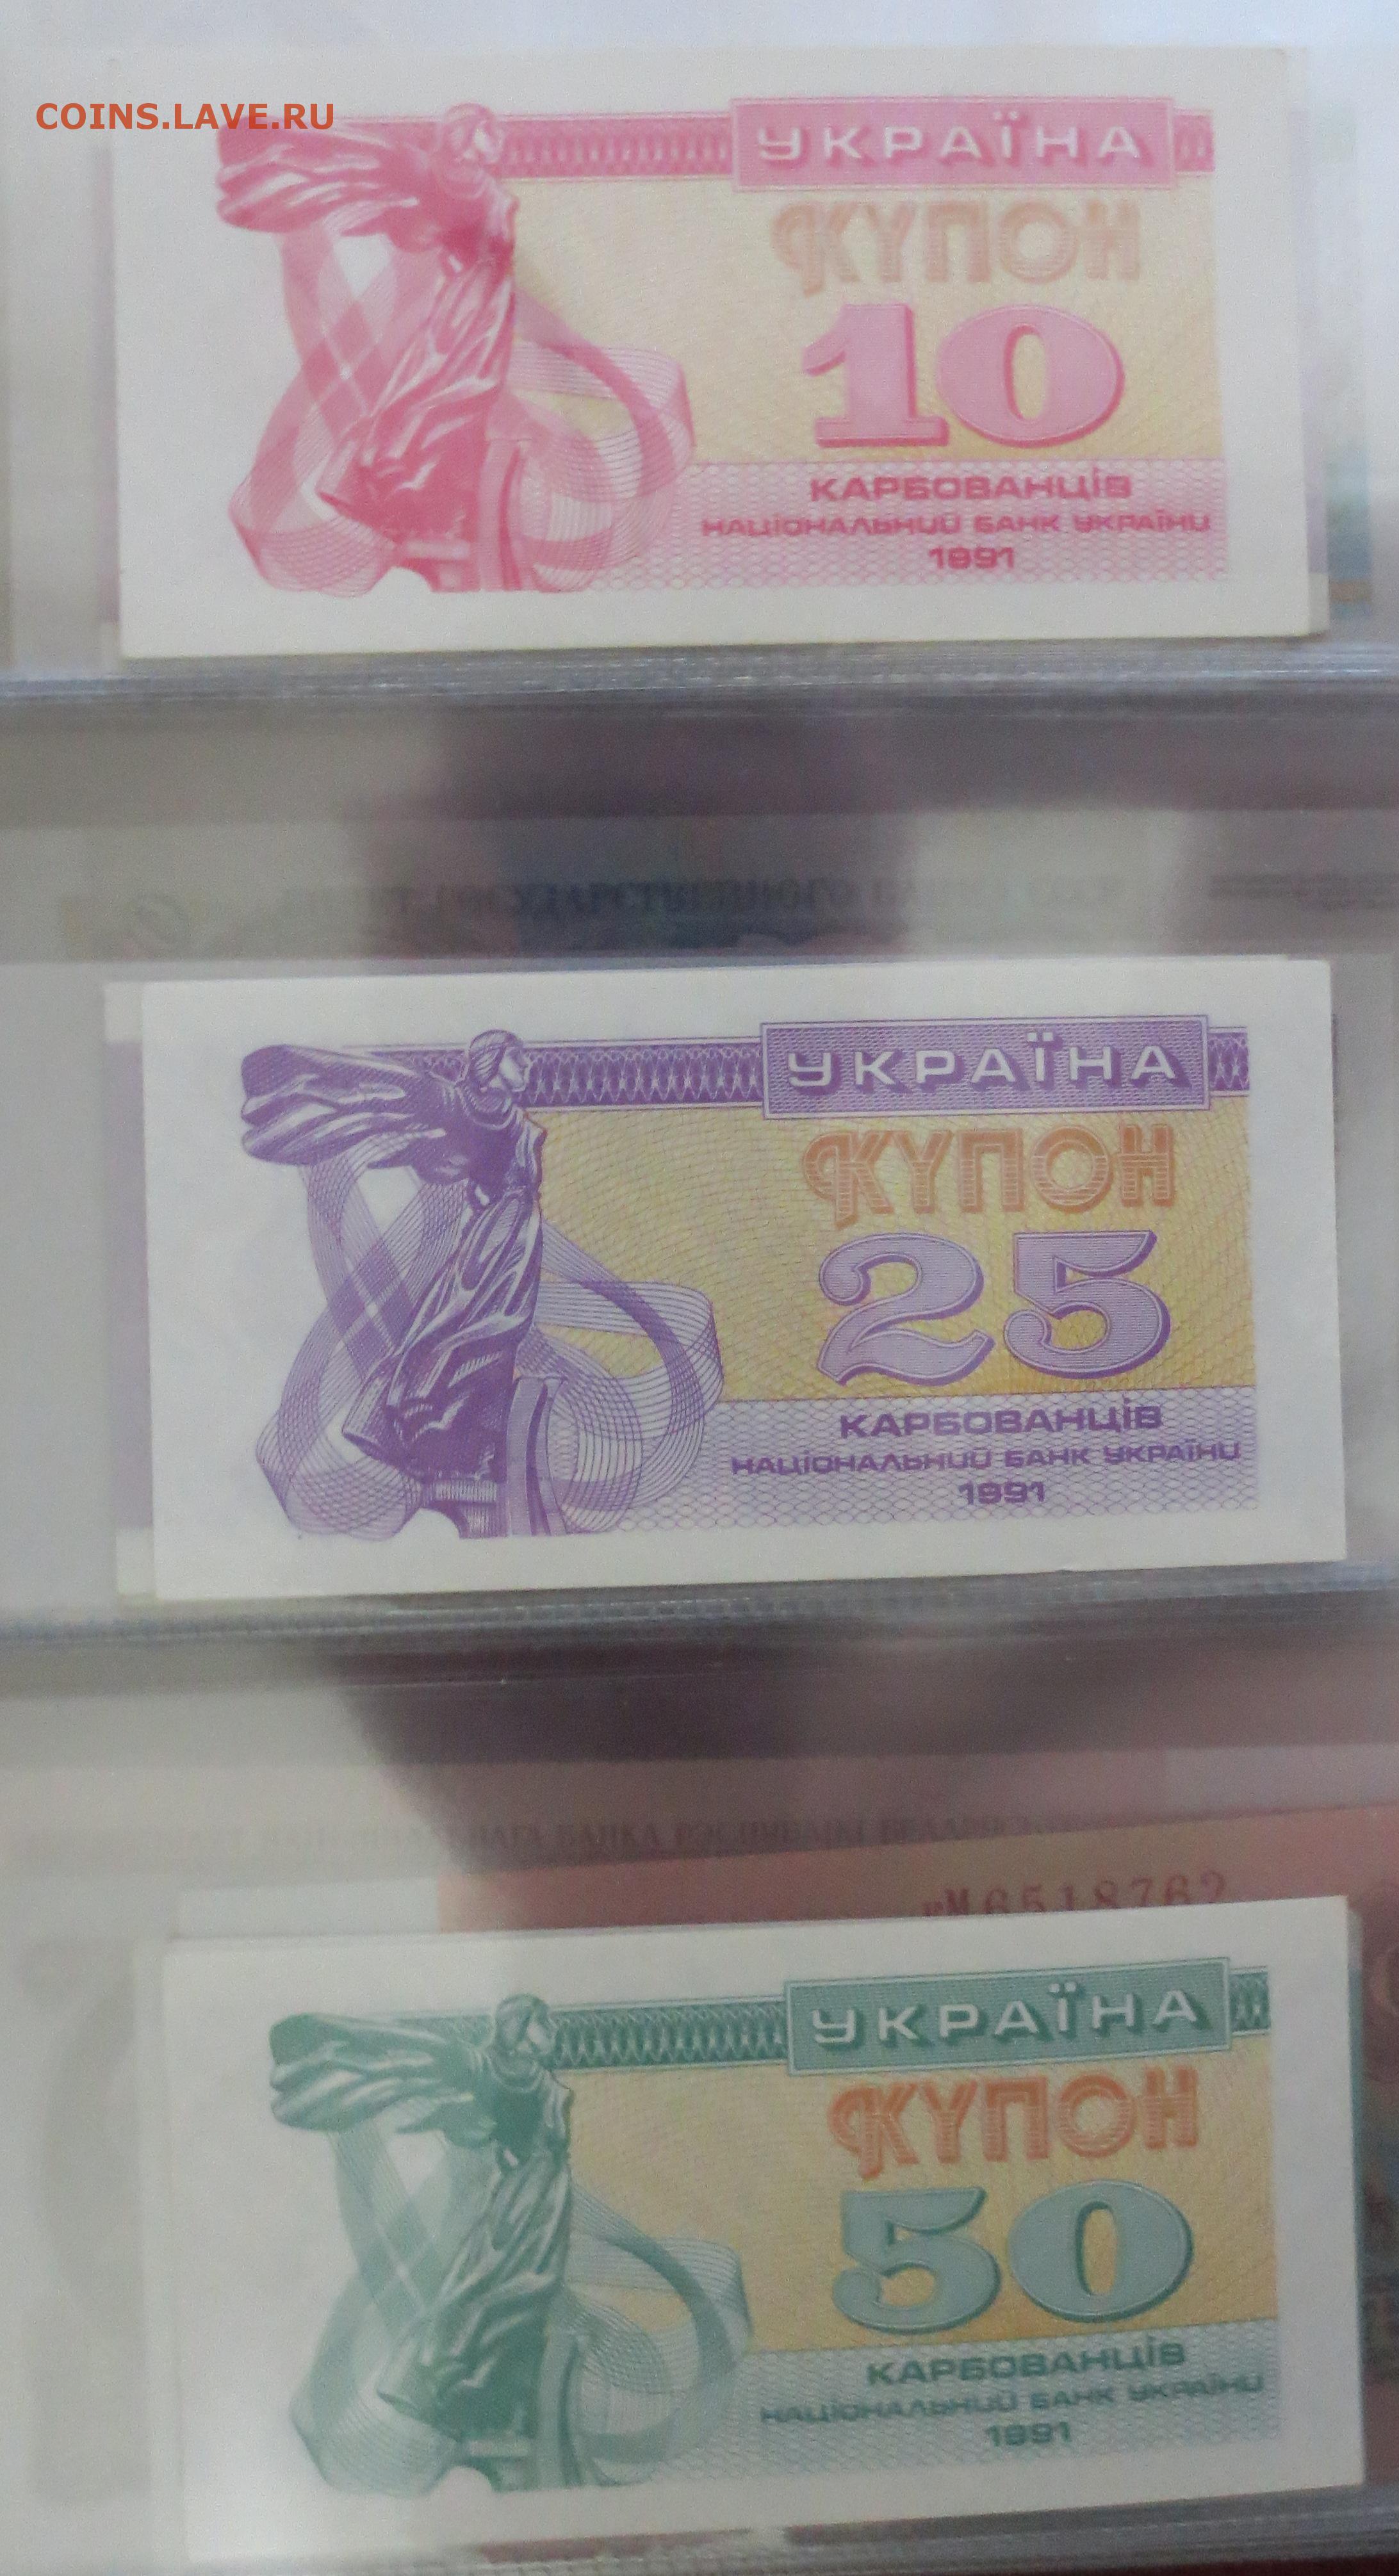 COINS.LAVE.RU
УКРАЇНА
КУПОН
10
КАРБОВАНЦІВ
НАЦІОНАЛЬНИЙ БАНК УКРАЇНИ
1991
УКРАЇНА
КУПОН
25
КАРБОВАНЦІВ
НАЦІОНАЛЬНИЙ БАНК УКРАЇНИ
1991
6518762
УКРАЇНА
КУПОН
50
КАРБОВАНЦІВ
НАЦІОНАЛЬНИЙ БАНК УКРАЇНИ
1991